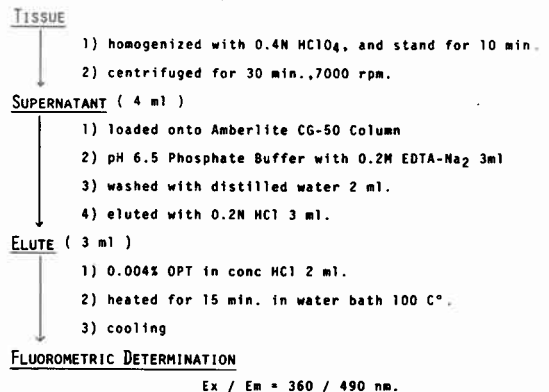 TISSUE
1) homogenized with 0.4N HClO4, and stand for 10 min.
2) centrifuged for 30 min.,7000 rpm.
SUPERNATANT ( 4 ml )
1) loaded onto Amberlite CG-50 Column
2) pH 6.5 Phosphate Buffer with 0.2M EDTA-Na2 3ml
3) washed with distilled water 2 ml.
4) eluted with 0.2N HCl 3 ml.
ELUTE ( 3 ml )
1) 0.004% OPT in conc HCl 2 ml.
2) heated for 15 min. in water bath 100 C°.
3) cooling
FLUOROMETRIC DETERMINATION
Ex / Em = 360 / 490 nm.